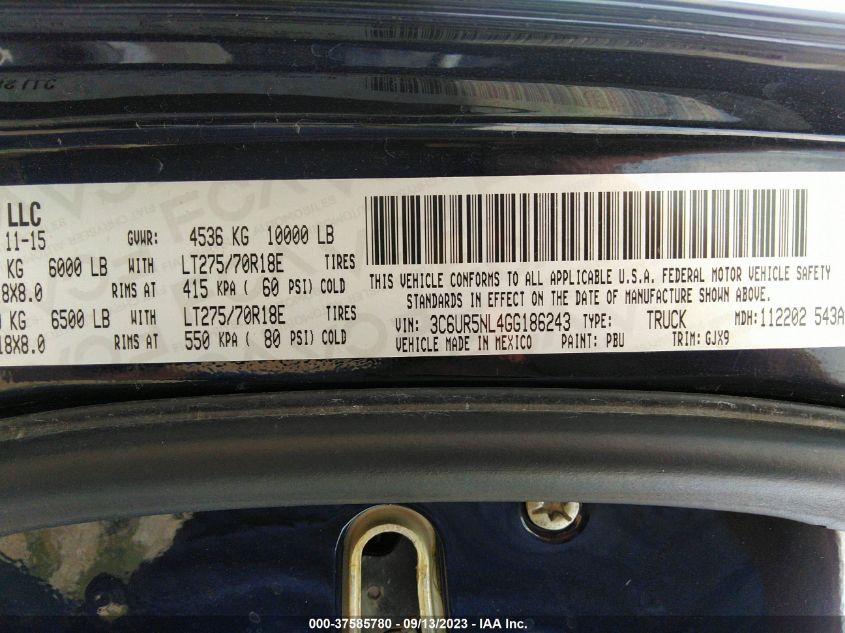 LLC
11-15 GVWR: 4536 KG 10000 LB
KG 6000 LB WITH LT275/70R18E TIRES
8X8.0 RIMS AT 415 KPA ( 60 PSI) COLD
KG 6500 LB WITH LT275/70R18E TIRES
18X8.0 RIMS AT 550 KPA ( 80 PSI) COLD
THIS VEHICLE CONFORMS TO ALL APPLICABLE U.S.A. FEDERAL MOTOR VEHICLE SAFETY
STANDARDS IN EFFECT ON THE DATE OF MANUFACTURE SHOWN ABOVE.
VIN: 3C6UR5NL4GG186243 TYPE: TRUCK MDH: 112202 543A
VEHICLE MADE IN MEXICO PAINT: PBU TRIM: GJX9
000-37585780 - 09/13/2023 - IAA Inc.